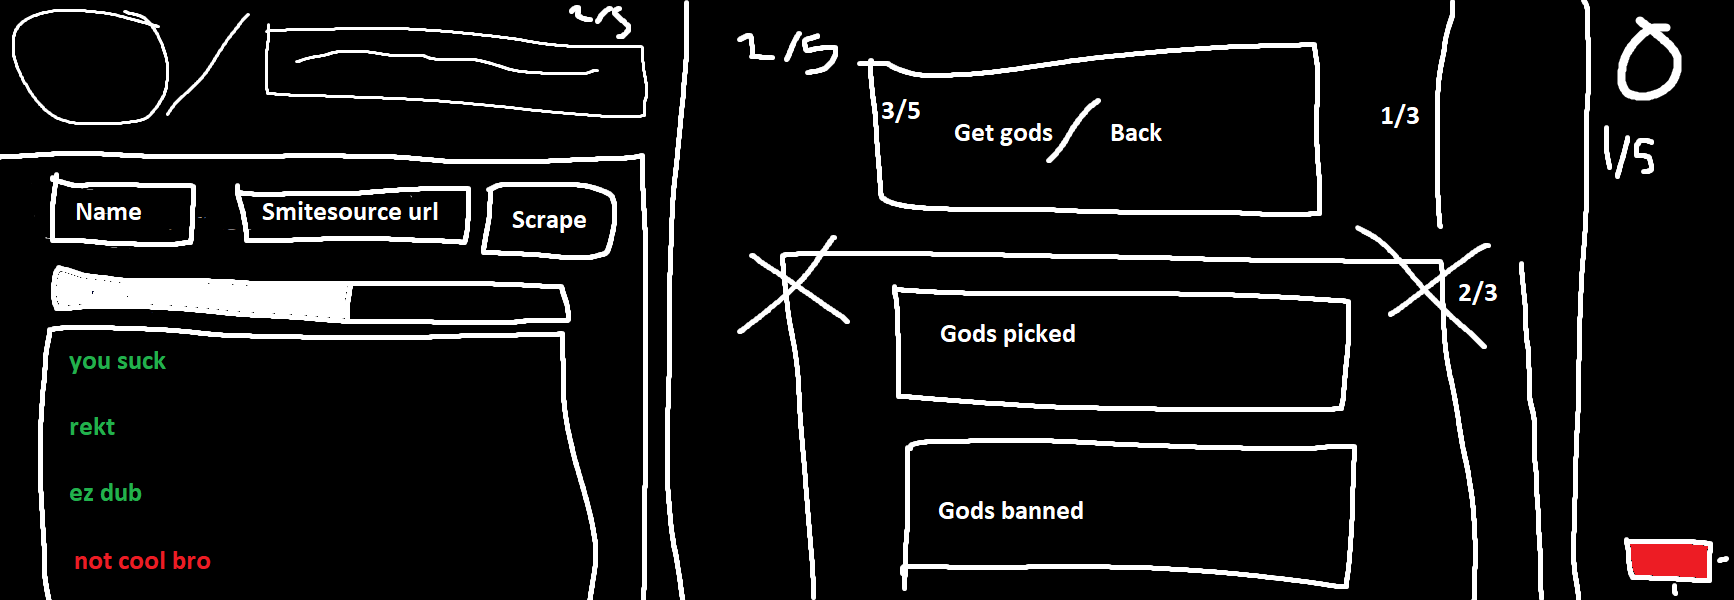 2/5
Name
Smitesource url
Scrape
you suck
rekt
ez dub
not cool bro
2/5
3/5
Get gods / Back
1/3
2/3
Gods picked
Gods banned
1/5